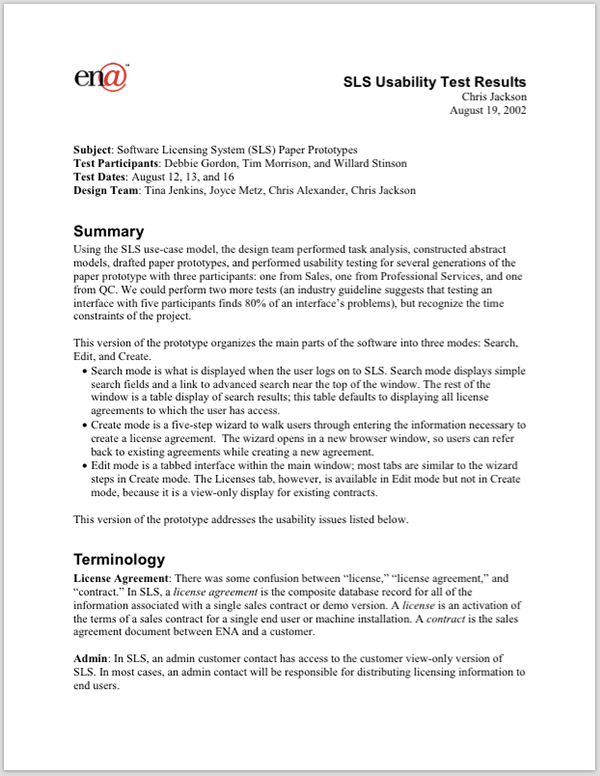 ena™
SLS Usability Test Results
Chris Jackson
August 19, 2002
Subject: Software Licensing System (SLS) Paper Prototypes
Test Participants: Debbie Gordon, Tim Morrison, and Willard Stinson
Test Dates: August 12, 13, and 16
Design Team: Tina Jenkins, Joyce Metz, Chris Alexander, Chris Jackson
Summary
Using the SLS use-case model, the design team performed task analysis, constructed abstract
models, drafted paper prototypes, and performed usability testing for several generations of the
paper prototype with three participants: one from Sales, one from Professional Services, and one
from QC. We could perform two more tests (an industry guideline suggests that testing an
interface with five participants finds 80% of an interface's problems), but recognize the time
constraints of the project.
This version of the prototype organizes the main parts of the software into three modes: Search,
Edit, and Create.
• Search mode is what is displayed when the user logs on to SLS. Search mode displays simple
search fields and a link to advanced search near the top of the window. The rest of the
window is a table display of search results; this table defaults to displaying all license
agreements to which the user has access.
• Create mode is a five-step wizard to walk users through entering the information necessary to
create a license agreement.  The wizard opens in a new browser window, so users can refer
back to existing agreements while creating a new agreement.
• Edit mode is a tabbed interface within the main window; most tabs are similar to the wizard
steps in Create mode. The Licenses tab, however, is available in Edit mode but not in Create
mode, because it is a view-only display for existing contracts.
This version of the prototype addresses the usability issues listed below.
Terminology
License Agreement: There was some confusion between “license,” “license agreement,” and
“contract.” In SLS, a license agreement is the composite database record for all of the
information associated with a single sales contract or demo version. A license is an activation of
the terms of a sales contract for a single end user or machine installation. A contract is the sales
agreement document between ENA and a customer.
Admin: In SLS, an admin customer contact has access to the customer view-only version of
SLS. In most cases, an admin contact will be responsible for distributing licensing information to
end users.